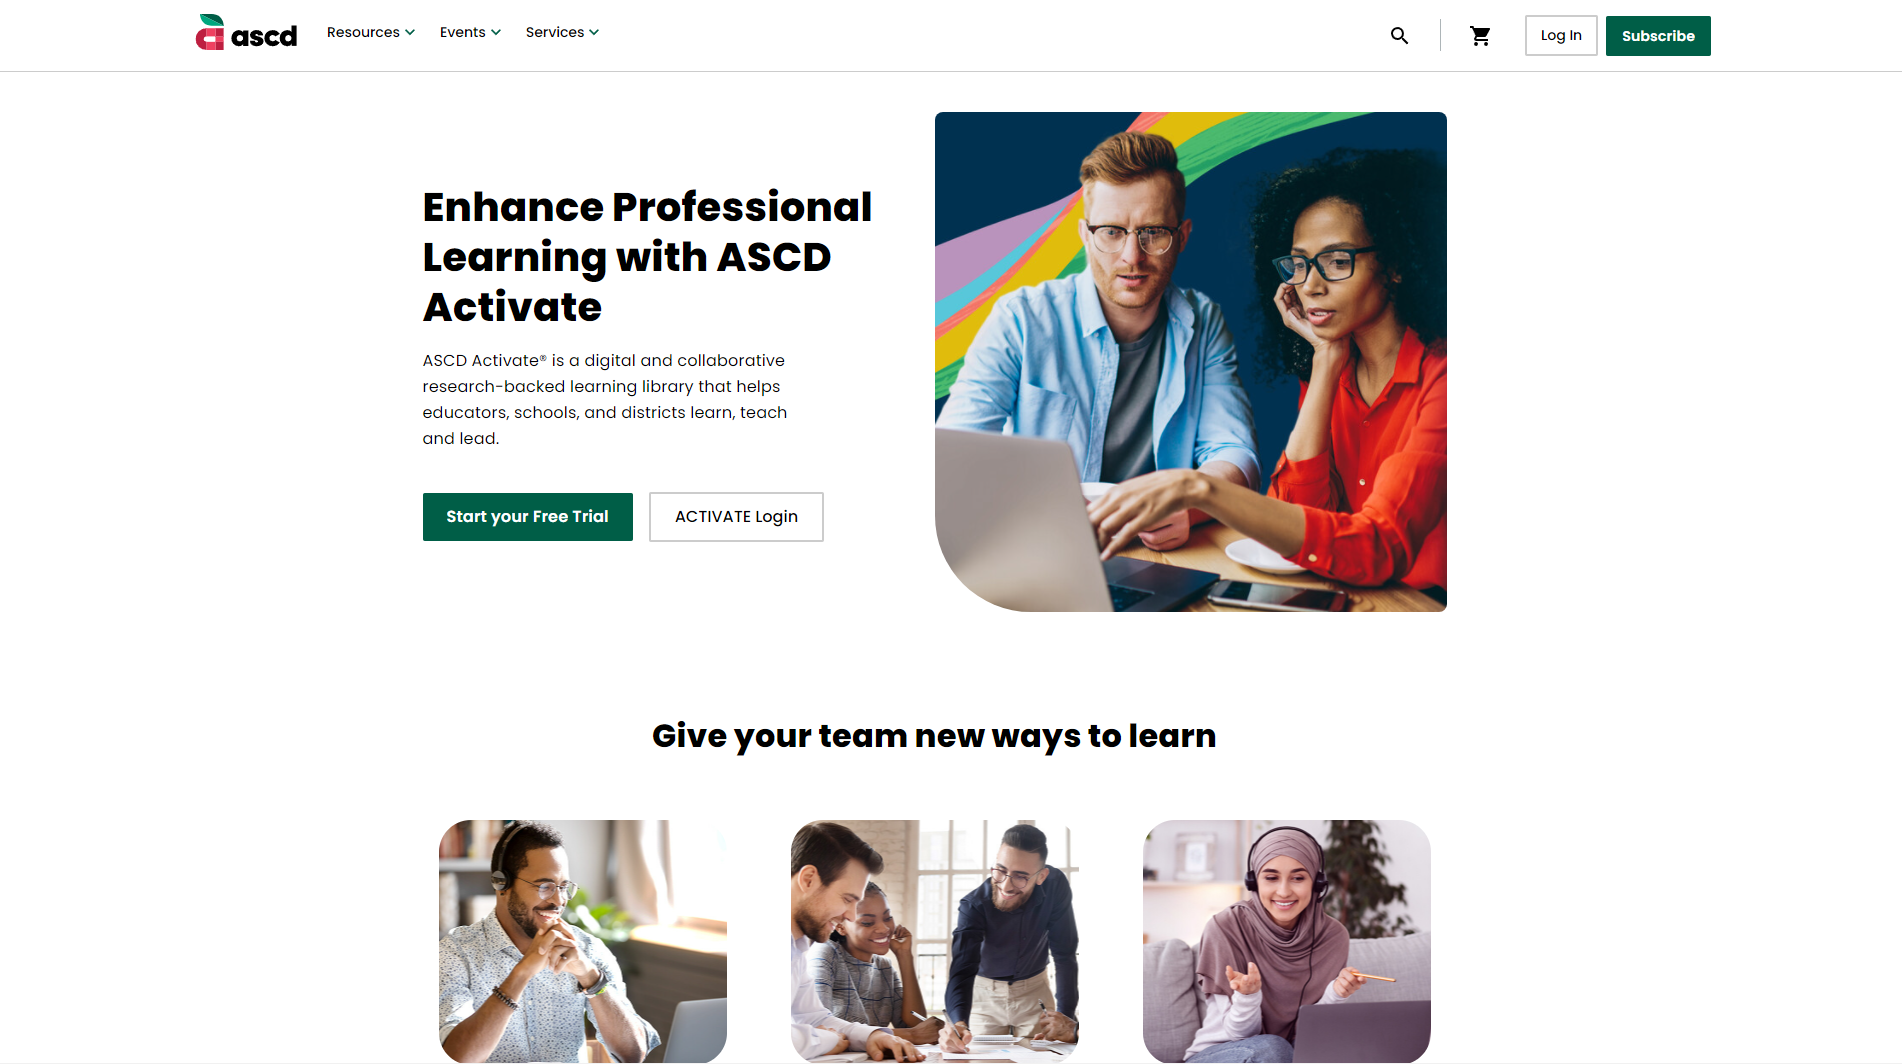 ascd
Resources
Events
Services
Log In
Subscribe
Enhance Professional
Learning with ASCD
Activate
ASCD Activate® is a digital and collaborative
research-backed learning library that helps
educators, schools, and districts learn, teach
and lead.
Start your Free Trial
ACTIVATE Login
Give your team new ways to learn